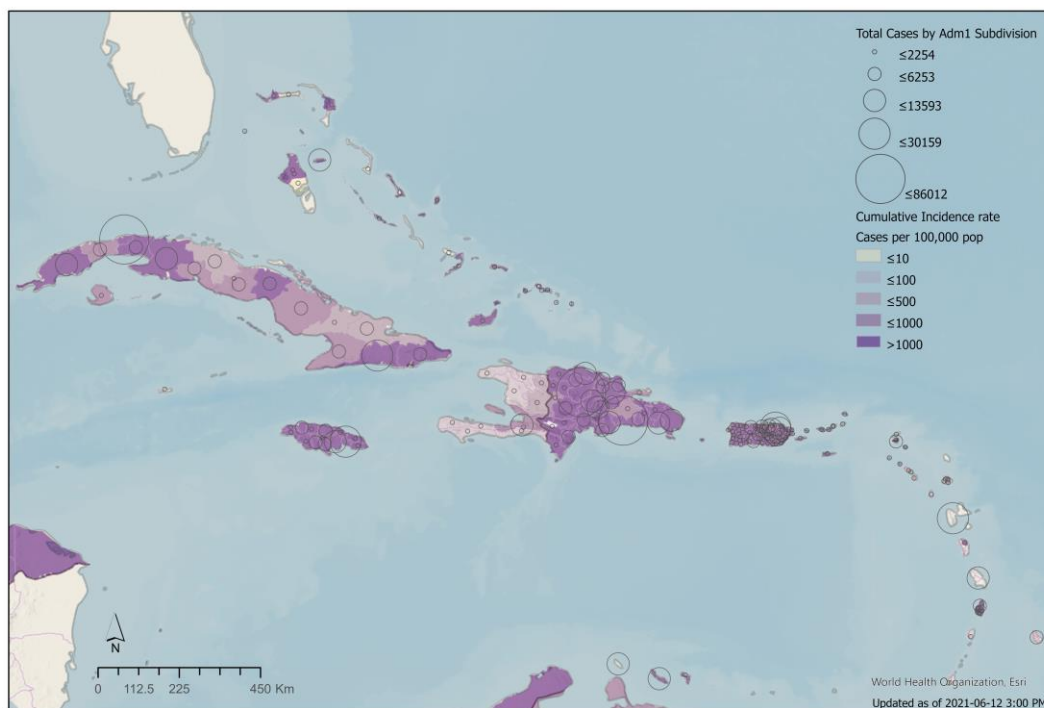 Total Cases by Adm1 Subdivision
≤2254
≤6253
≤13593
≤30159
≤86012
Cumulative Incidence rate
Cases per 100,000 pop
≤10
≤100
≤500
≤1000
>1000
N
0 112.5 225 450 Km
World Health Organization, Esri
Updated as of 2021-06-12 3:00 PM